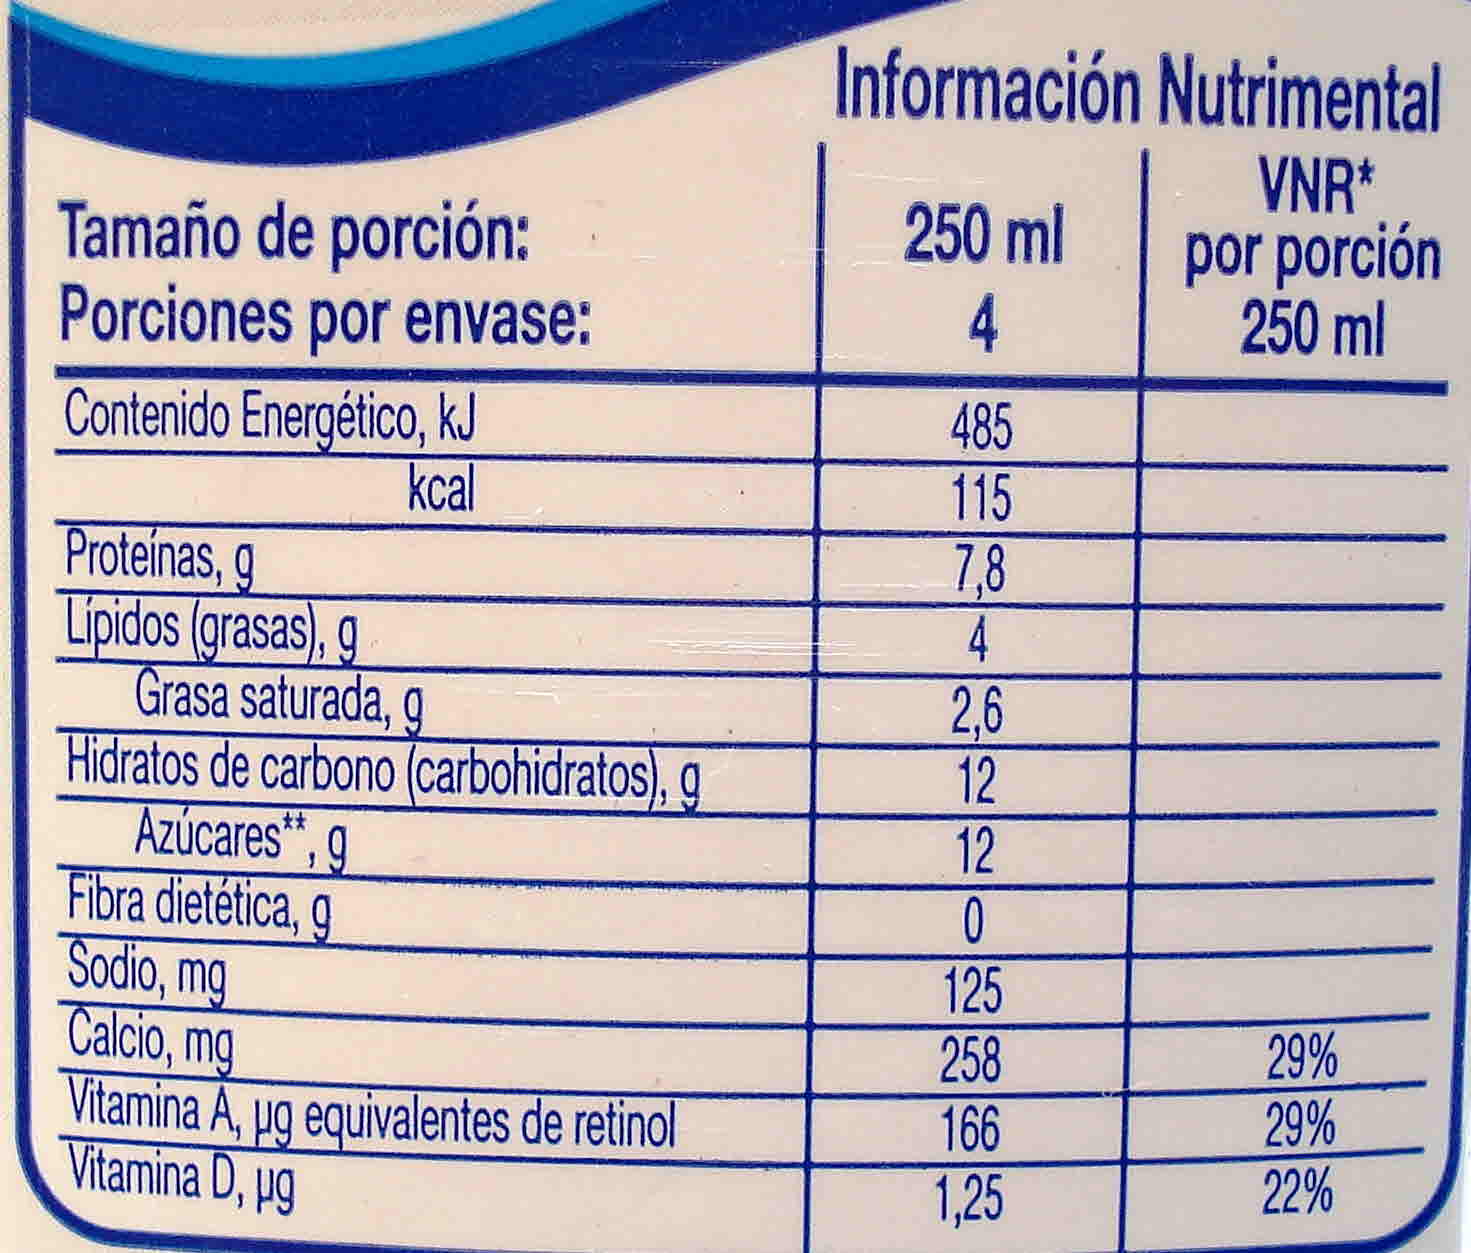 Información Nutrimental
Tamaño de porción: 250 ml VNR* por porción 250 ml
Porciones por envase: 4
Contenido Energético, kJ 485
kcal 115
Proteínas, g 7,8
Lípidos (grasas), g 4
Grasa saturada, g 2,6
Hidratos de carbono (carbohidratos), g 12
Azúcares**, g 12
Fibra dietética, g 0
Sodio, mg 125
Calcio, mg 258 29%
Vitamina A, µg equivalentes de retinol 166 29%
Vitamina D, µg 1,25 22%